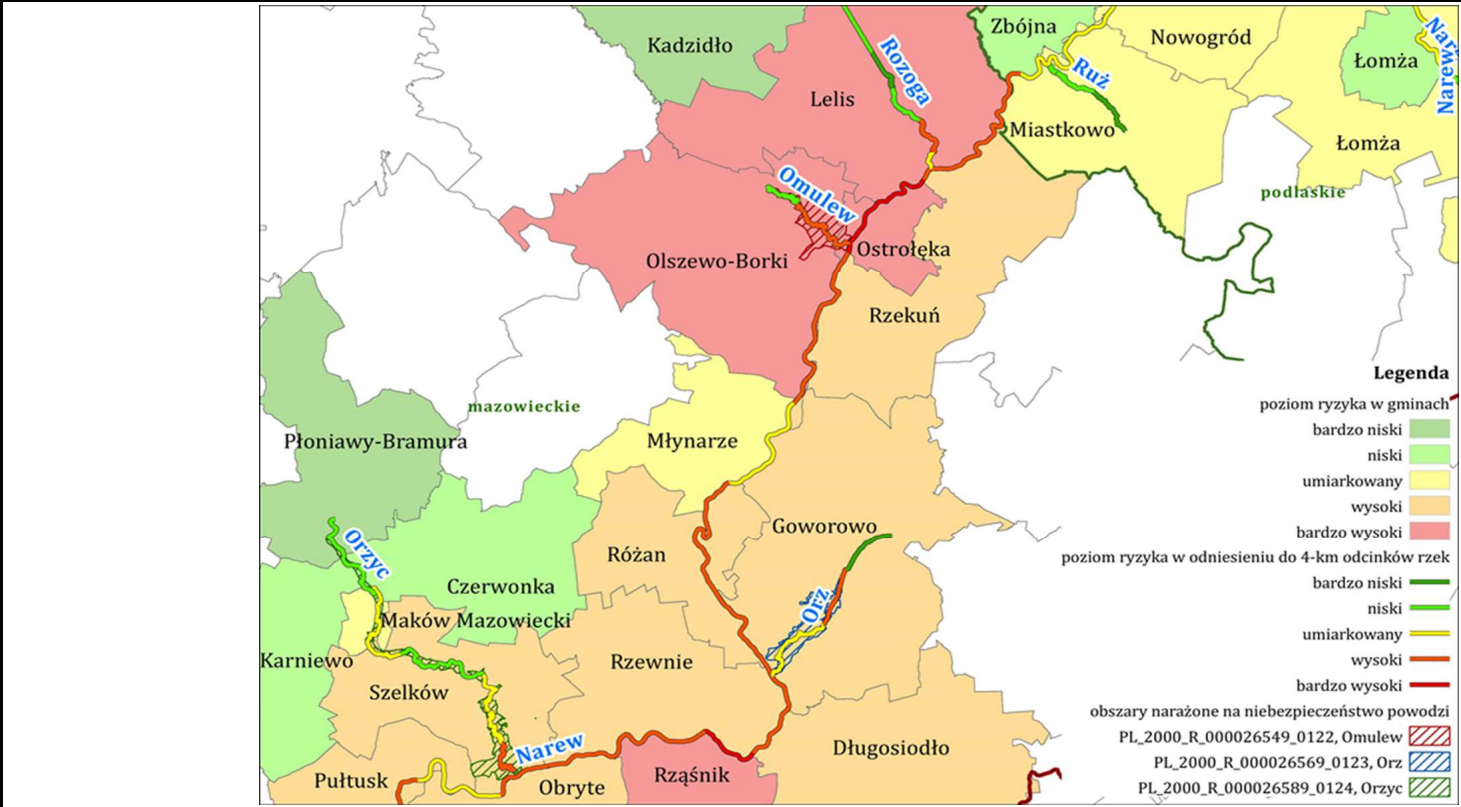 Zbójna
Nowogród
Narew
Kadzidło
Rozoga
Łomża
Narew
Ruż
Lelis
Miastkowo
Łomża
Omulew
podlaskie
Ostrołęka
Olszewo-Borki
Rzekuń
mazowieckie
Płoniawy-Bramura
Młynarze
Goworowo
Orzyc
Różan
Czerwonka
Orz
Maków Mazowiecki
Karniewo
Rzewnie
Szelków
Narew
Długosiodło
Pułtusk
Obryte
Rząśnik
Legenda
poziom ryzyka w gminach
bardzo niski
niski
umiarkowany
wysoki
bardzo wysoki
poziom ryzyka w odniesieniu do 4-km odcinków rzek
bardzo niski
niski
umiarkowany
wysoki
bardzo wysoki
obszary narażone na niebezpieczeństwo powodzi
PL_2000_R_000026549_0122, Omulew
PL_2000_R_000026569_0123, Orz
PL_2000_R_000026589_0124, Orzyc